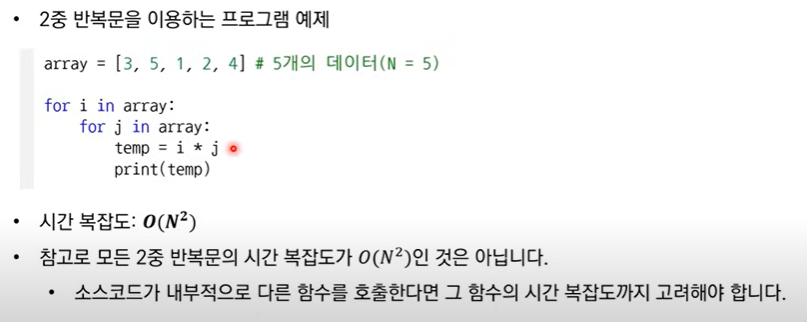 • 2중 반복문을 이용하는 프로그램 예제
array = [3, 5, 1, 2, 4] # 5개의 데이터(N = 5)
for i in array:
    for j in array:
        temp = i * j
        print(temp)
• 시간 복잡도: O(N²)
• 참고로 모든 2중 반복문의 시간 복잡도가 O(N²)인 것은 아닙니다.
• 소스코드가 내부적으로 다른 함수를 호출한다면 그 함수의 시간 복잡도까지 고려해야 합니다.